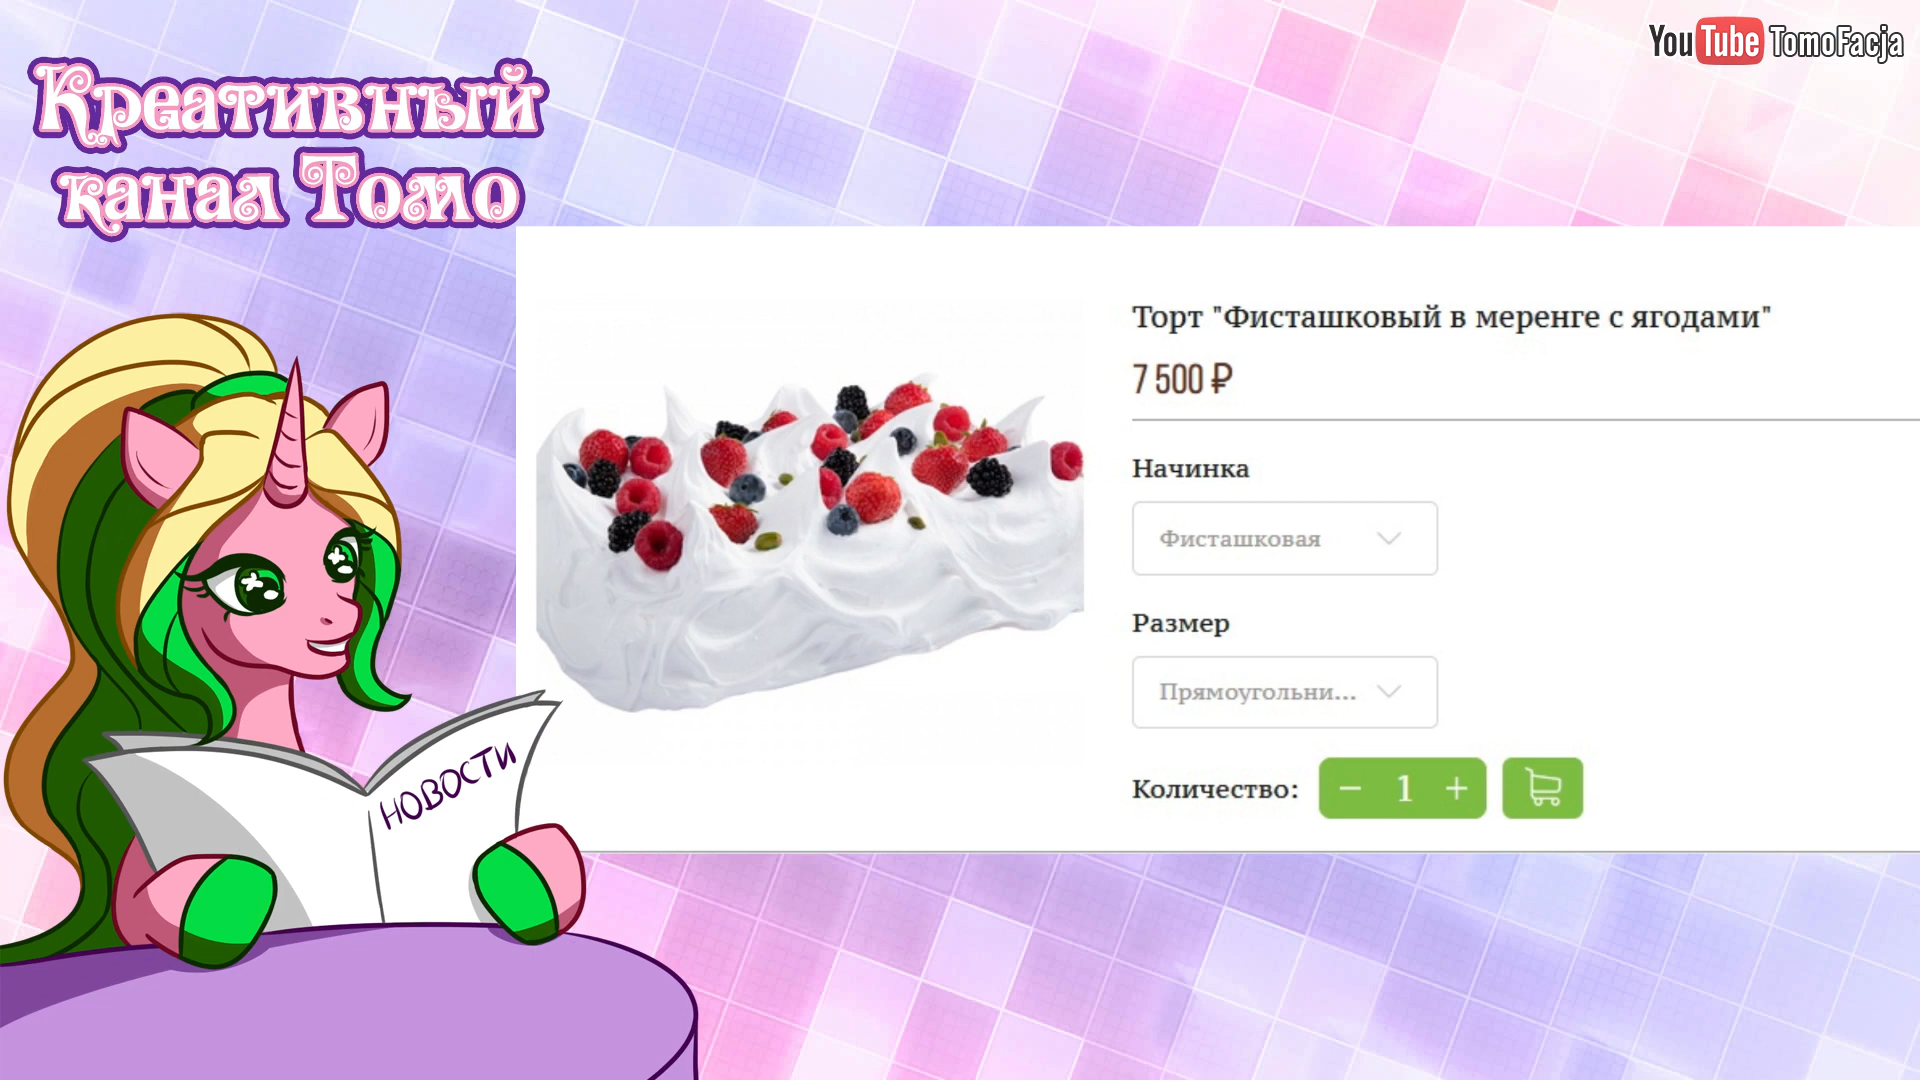 YouTube TomoFacja
Креативный
канал Томо
Торт "Фисташковый в меренге с ягодами"
7 500 ₽
Начинка
Фисташковая
Размер
Прямоугольни...
Количество: − 1 +
НОВОСТИ